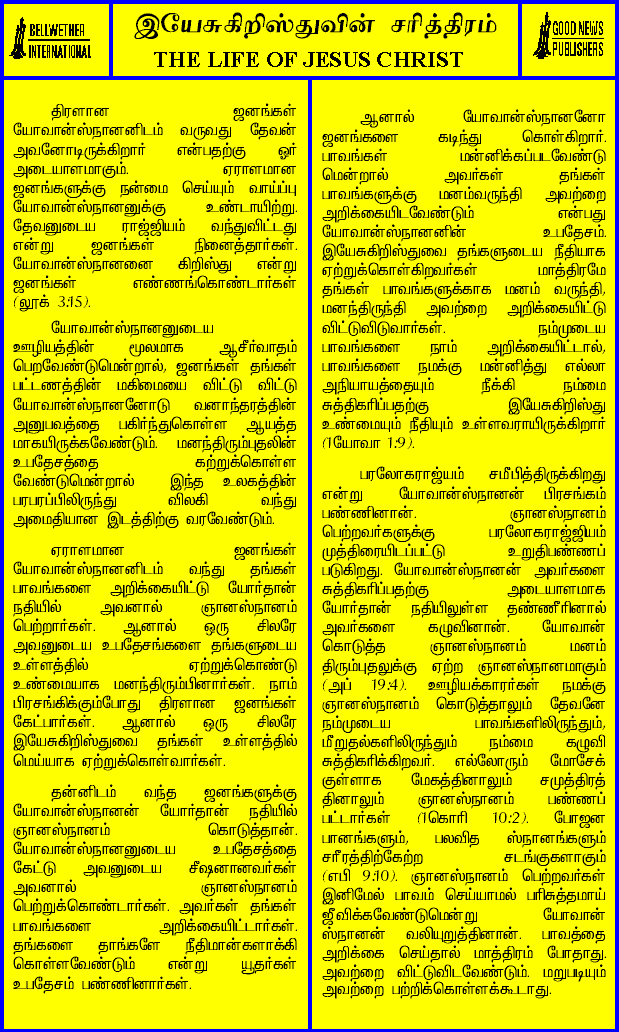 BELLWETHER
INTERNATIONAL
இயேசுகிறிஸ்துவின் சரித்திரம்
THE LIFE OF JESUS CHRIST
GOOD NEWS
PUBLISHERS
திரளான ஜனங்கள்
யோவான்ஸ்நானனிடம் வருவது தேவன்
அவனோடிருக்கிறார் என்பதற்கு ஓர்
அடையாளமாகும். ஏராளமான
ஜனங்களுக்கு நன்மை செய்யும் வாய்ப்பு
யோவான்ஸ்நானனுக்கு உண்டாயிற்று.
தேவனுடைய ராஜ்ஜியம் வந்துவிட்டது
என்று ஜனங்கள் நினைத்தார்கள்.
யோவான்ஸ்நானனை கிறிஸ்து என்று
ஜனங்கள் எண்ணங்கொண்டார்கள்
(லூக் 3:15).
யோவான்ஸ்நானனுடைய
ஊழியத்தின் மூலமாக ஆசீர்வாதம்
பெறவேண்டுமென்றால், ஜனங்கள் தங்கள்
பட்டணத்தின் மகிமையை விட்டு விட்டு
யோவான்ஸ்நானனோடு வனாந்தரத்தின்
அனுபவத்தை பகிர்ந்துகொள்ள ஆயத்த
மாகயிருக்கவேண்டும். மனந்திரும்புதலின்
உபதேசத்தை கற்றுக்கொள்ள
வேண்டுமென்றால் இந்த உலகத்தின்
பரபரப்பிலிருந்து விலகி வந்து
அமைதியான இடத்திற்கு வரவேண்டும்.
ஏராளமான ஜனங்கள்
யோவான்ஸ்நானனிடம் வந்து தங்கள்
பாவங்களை அறிக்கையிட்டு யோர்தான்
நதியில் அவனால் ஞானஸ்நானம்
பெற்றார்கள். ஆனால் ஒரு சிலரே
அவனுடைய உபதேசங்களை தங்களுடைய
உள்ளத்தில் ஏற்றுக்கொண்டு
உண்மையாக மனந்திரும்பினார்கள். நாம்
பிரசங்கிக்கும்போது திரளான ஜனங்கள்
கேட்பார்கள். ஆனால் ஒரு சிலரே
இயேசுகிறிஸ்துவை தங்கள் உள்ளத்தில்
மெய்யாக ஏற்றுக்கொள்வார்கள்.
தன்னிடம் வந்த ஜனங்களுக்கு
யோவான்ஸ்நானன் யோர்தான் நதியில்
ஞானஸ்நானம் கொடுத்தான்.
யோவான்ஸ்நானனுடைய உபதேசத்தை
கேட்டு அவனுடைய சீஷனானவர்கள்
அவனால் ஞானஸ்நானம்
பெற்றுக்கொண்டார்கள். அவர்கள் தங்கள்
பாவங்களை அறிக்கையிட்டார்கள்.
தங்களை தாங்களே நீதிமான்களாக்கி
கொள்ளவேண்டும் என்று யூதர்கள்
உபதேசம் பண்ணினார்கள்.
ஆனால் யோவான்ஸ்நானனோ
ஜனங்களை கடிந்து கொள்கிறார்.
பாவங்கள் மன்னிக்கப்படவேண்டு
மென்றால் அவர்கள் தங்கள்
பாவங்களுக்கு மனம்வருந்தி அவற்றை
அறிக்கையிடவேண்டும் என்பது
யோவான்ஸ்நானனின் உபதேசம்.
இயேசுகிறிஸ்துவை தங்களுடைய நீதியாக
ஏற்றுக்கொள்கிறவர்கள் மாத்திரமே
தங்கள் பாவங்களுக்காக மனம் வருந்தி,
மனந்திருந்தி அவற்றை அறிக்கையிட்டு
விட்டுவிடுவார்கள். நம்முடைய
பாவங்களை நாம் அறிக்கையிட்டால்,
பாவங்களை நமக்கு மன்னித்து எல்லா
அநியாயத்தையும் நீக்கி நம்மை
சுத்திகரிப்பதற்கு இயேசுகிறிஸ்து
உண்மையும் நீதியும் உள்ளவராயிருக்கிறார்
(1யோவா 1:9).
பரலோகராஜ்யம் சமீபித்திருக்கிறது
என்று யோவான்ஸ்நானன் பிரசங்கம்
பண்ணினான். ஞானஸ்நானம்
பெற்றவர்களுக்கு பரலோகராஜ்ஜியம்
முத்திரையிடப்பட்டு உறுதிபண்ணப்
படுகிறது. யோவான்ஸ்நானன் அவர்களை
சுத்திகரிப்பதற்கு அடையாளமாக
யோர்தான் நதியிலுள்ள தண்ணீரினால்
அவர்களை கழுவினான். யோவான்
கொடுத்த ஞானஸ்நானம் மனம்
திரும்புதலுக்கு ஏற்ற ஞானஸ்நானமாகும்
(அப் 19:4). ஊழியக்காரர்கள் நமக்கு
ஞானஸ்நானம் கொடுத்தாலும் தேவனே
நம்முடைய பாவங்களிலிருந்தும்,
மீறுதல்களிலிருந்தும் நம்மை கழுவி
சுத்திகரிக்கிறவர். எல்லோரும் மோசேக்
குள்ளாக மேகத்தினாலும் சமுத்திரத்
தினாலும் ஞானஸ்நானம் பண்ணப்
பட்டார்கள் (1கொரி 10:2). போஜன
பானங்களும், பலவித ஸ்நானங்களும்
சரீரத்திற்கேற்ற சடங்குகளாகும்
(எபி 9:10). ஞானஸ்நானம் பெற்றவர்கள்
இனிமேல் பாவம் செய்யாமல் பரிசுத்தமாய்
ஜீவிக்கவேண்டுமென்று யோவான்
ஸ்நானன் வலியுறுத்தினான். பாவத்தை
அறிக்கை செய்தால் மாத்திரம் போதாது.
அவற்றை விட்டுவிடவேண்டும். மறுபடியும்
அவற்றை பற்றிக்கொள்ளக்கூடாது.